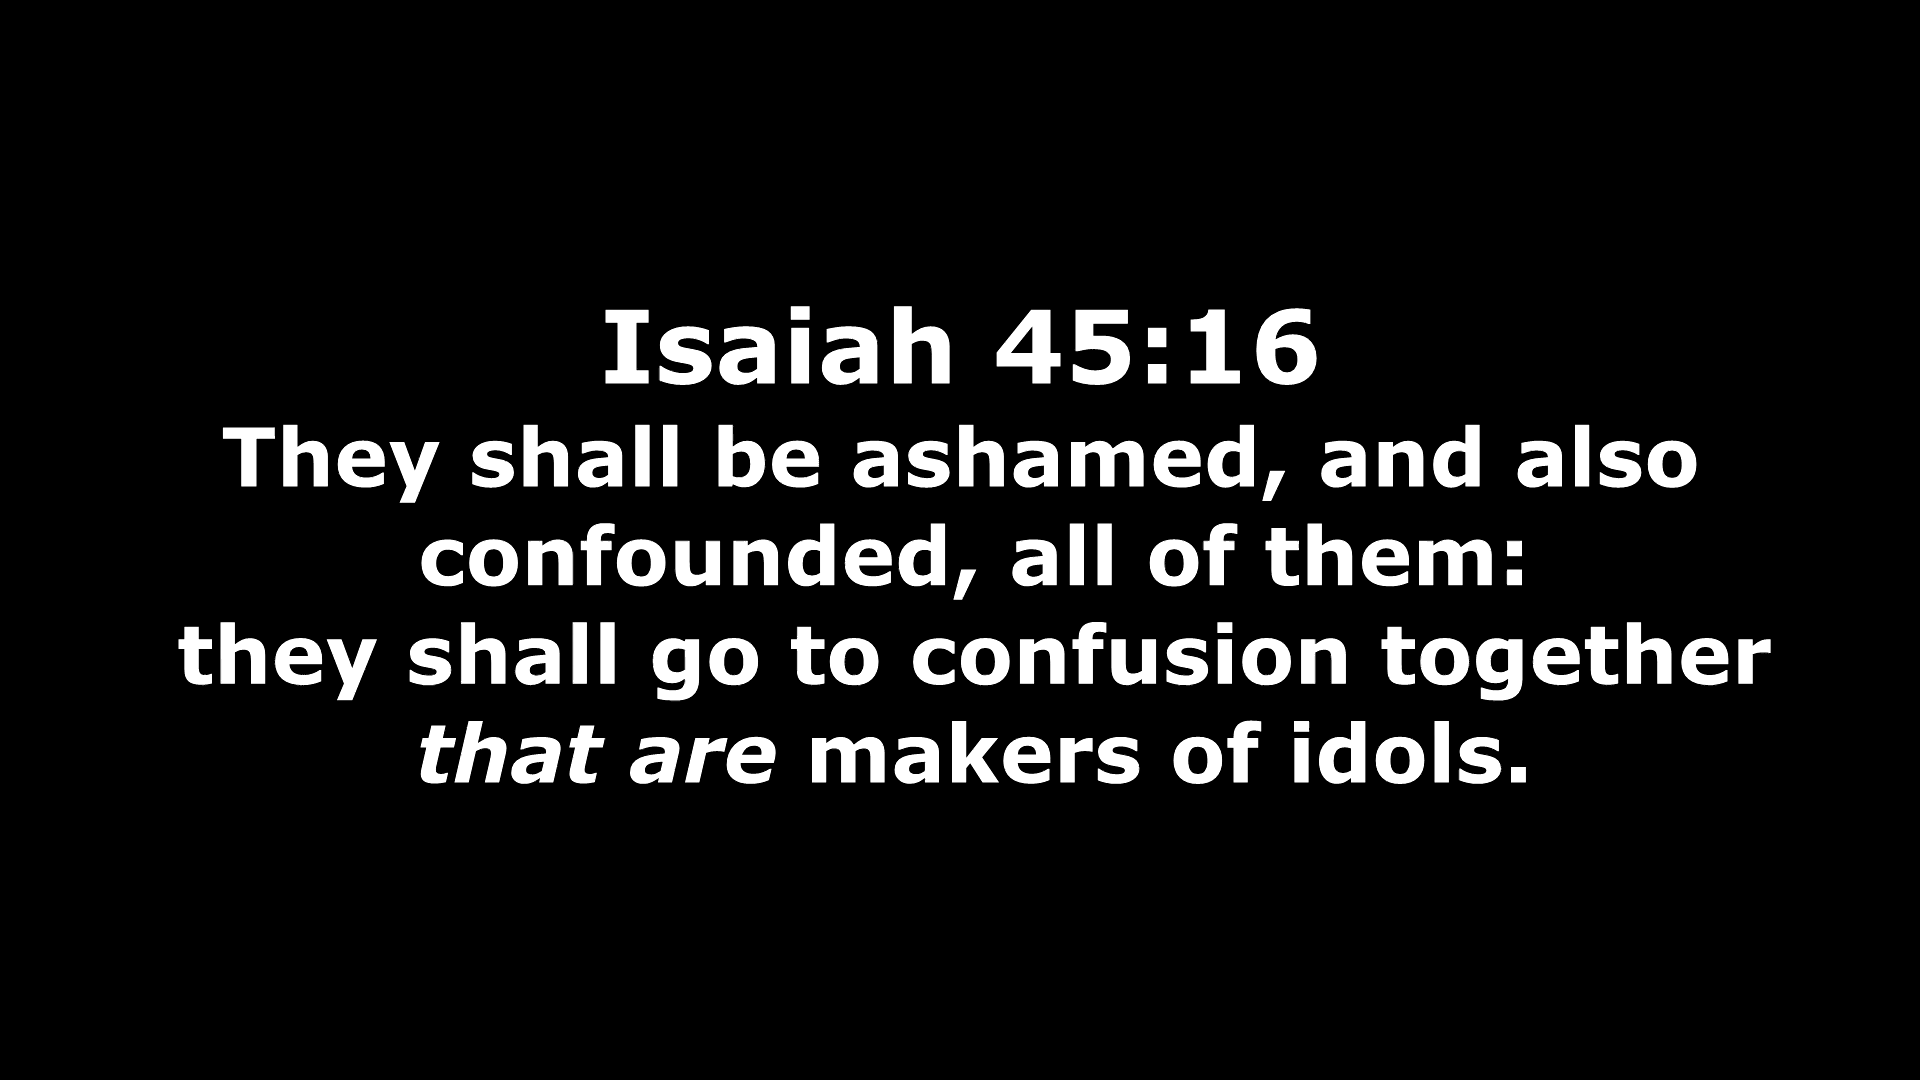 Isaiah 45:16
They shall be ashamed, and also
confounded, all of them:
they shall go to confusion together
that are makers of idols.